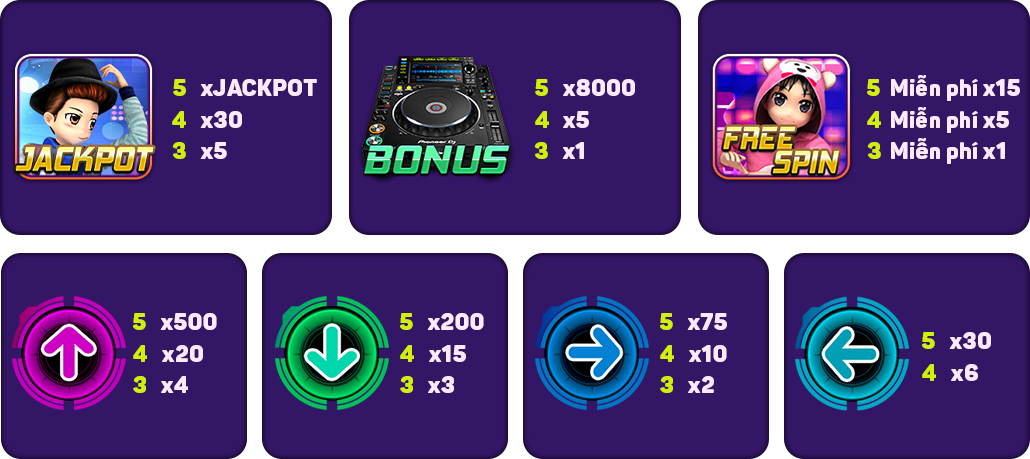 JACKPOT
5 xJACKPOT
4 x30
3 x5
Pioneer Dj
BONUS
5 x8000
4 x5
3 x1
FREE
SPIN
5 Miễn phí x15
4 Miễn phí x5
3 Miễn phí x1
5 x500
4 x20
3 x4
5 x200
4 x15
3 x3
5 x75
4 x10
3 x2
5 x30
4 x6